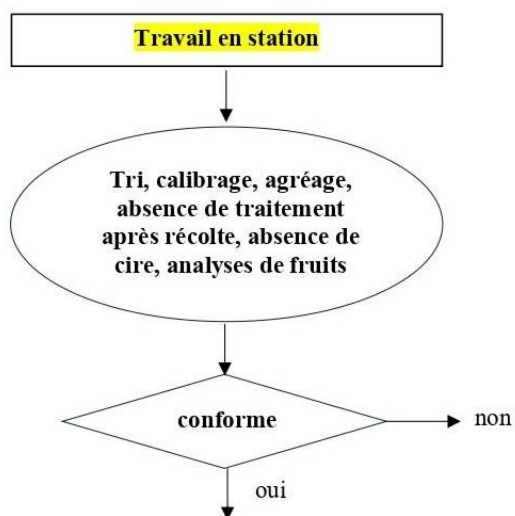 Travail en station
Tri, calibrage, agréage,
absence de traitement
après récolte, absence de
cire, analyses de fruits
conforme
non
oui